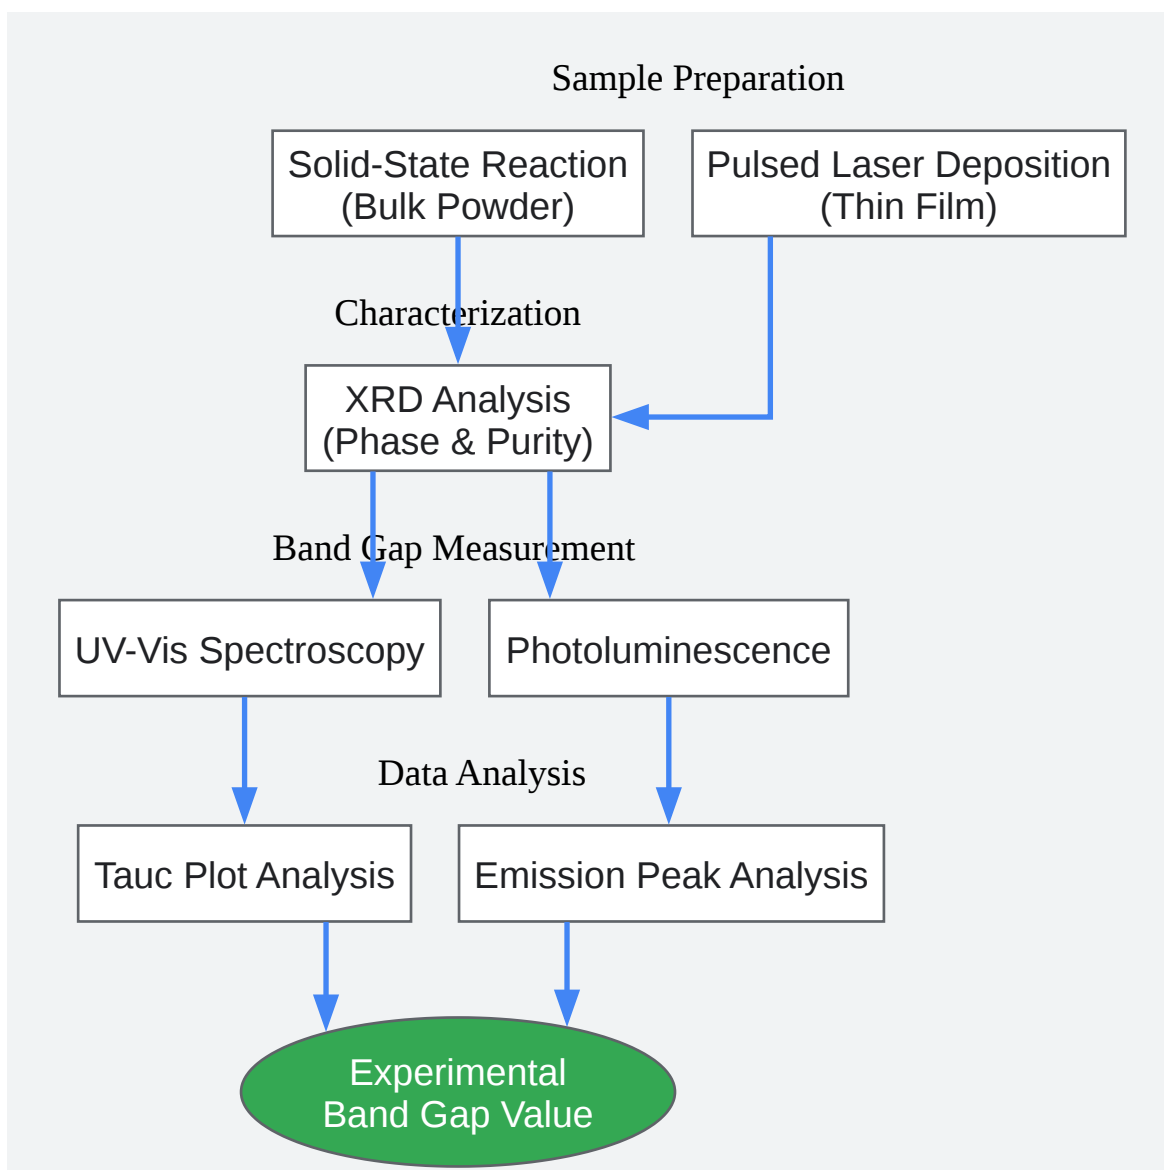 Sample Preparation
Solid-State Reaction
(Bulk Powder)
Pulsed Laser Deposition
(Thin Film)
Characterization
XRD Analysis
(Phase & Purity)
Band Gap Measurement
UV-Vis Spectroscopy
Photoluminescence
Data Analysis
Tauc Plot Analysis
Emission Peak Analysis
Experimental
Band Gap Value